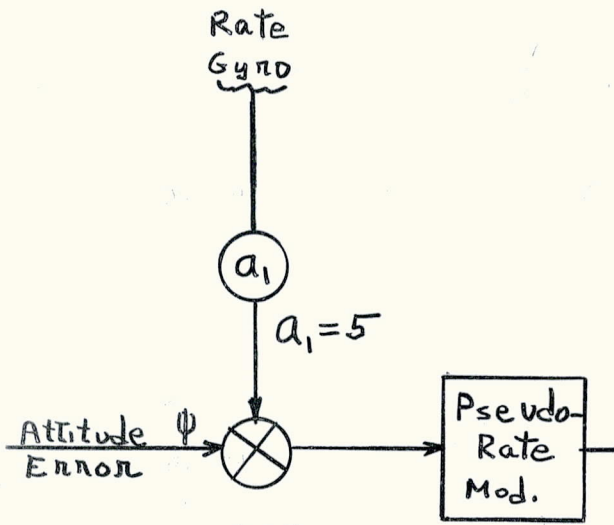 Rate
Gyro
a₁
a₁=5
Attitude ψ
Error
Pseudo-
Rate
Mod.